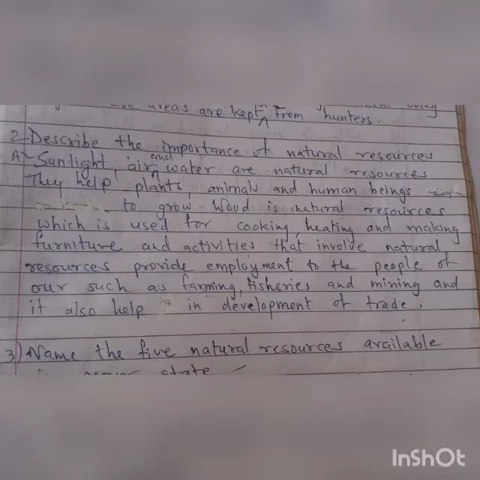 areas are kept from hunters.
2) Describe the importance of natural resources
A) Sunlight, air and water are natural resources
They help plants, animals and human beings
to grow Wood is natural resources
which is used for cooking, heating and making
furniture and activities that involve natural
resources provide employment to the people of
our such as farming, fisheries and mining and
it also help in development of trade.
3) Name the five natural resources available
state
InShOt